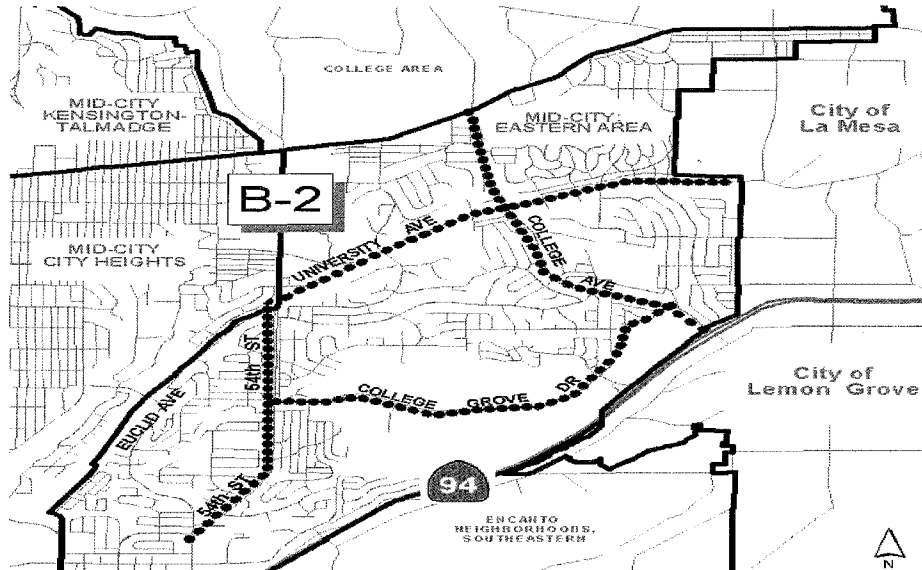 COLLEGE AREA
MID-CITY
KENSINGTON-
TALMADGE
MID-CITY:
EASTERN AREA
City of
La Mesa
B-2
MID-CITY
CITY HEIGHTS
UNIVERSITY AVE
COLLEGE AVE
54th ST.
EUCLID AVE
COLLEGE GROVE DR
City of
Lemon Grove
54th ST.
94
ENCANTO
NEIGHBORHOODS,
SOUTHEASTERN
N